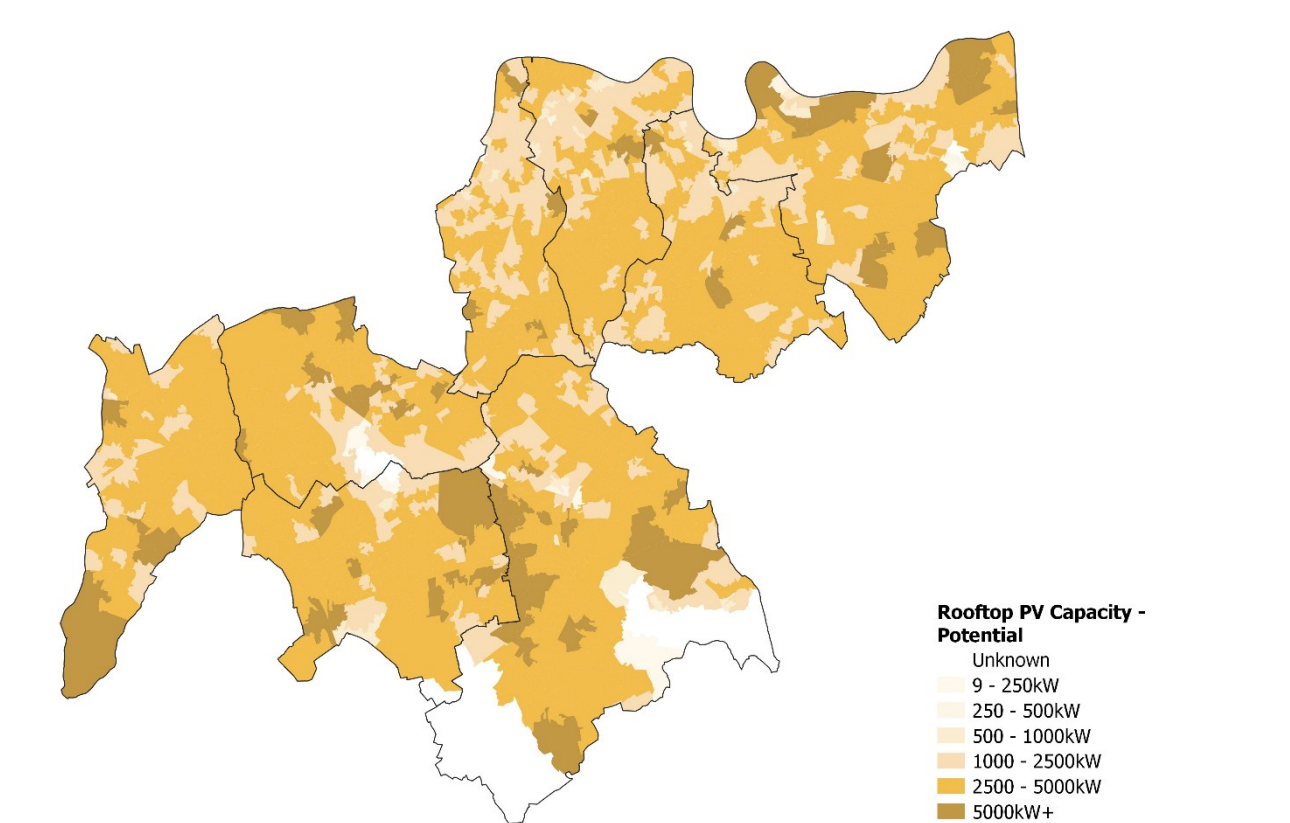 Rooftop PV Capacity -
Potential
Unknown
9 - 250kW
250 - 500kW
500 - 1000kW
1000 - 2500kW
2500 - 5000kW
5000kW+